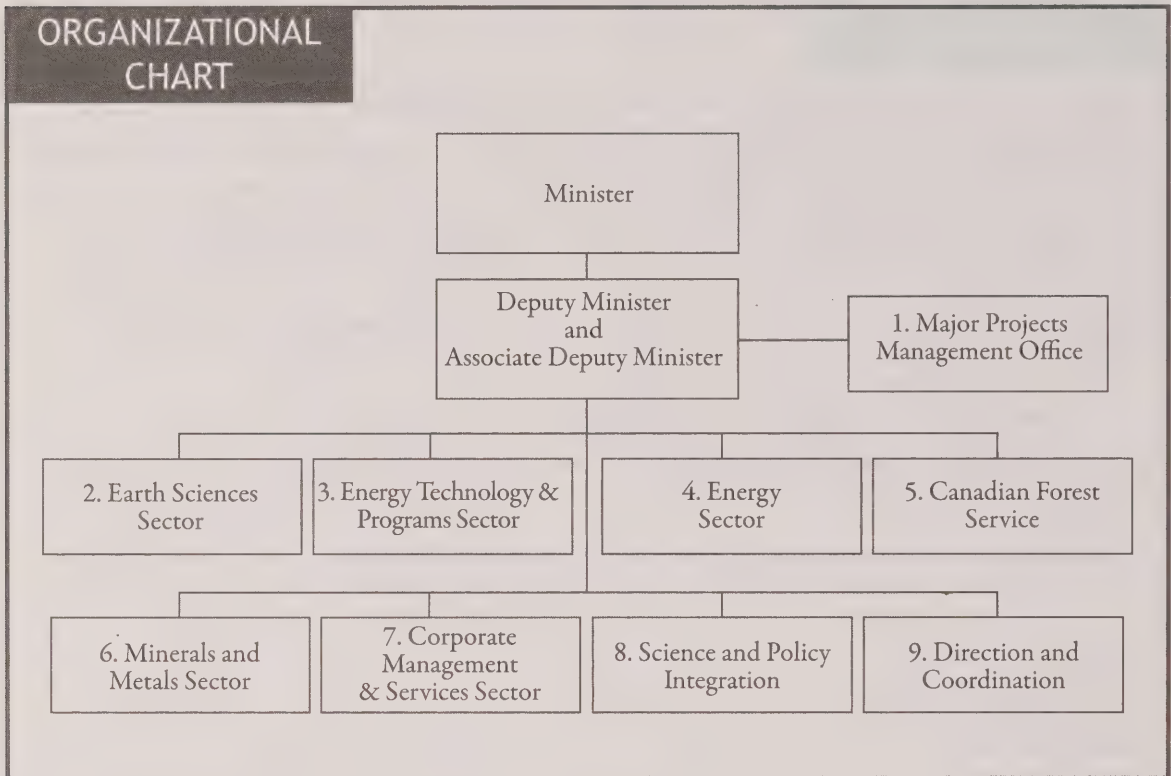 ORGANIZATIONAL
CHART
Minister
Deputy Minister
and
Associate Deputy Minister
1. Major Projects
Management Office
2. Earth Sciences
Sector
3. Energy Technology &
Programs Sector
4. Energy
Sector
5. Canadian Forest
Service
6. Minerals and
Metals Sector
7. Corporate
Management
& Services Sector
8. Science and Policy
Integration
9. Direction and
Coordination